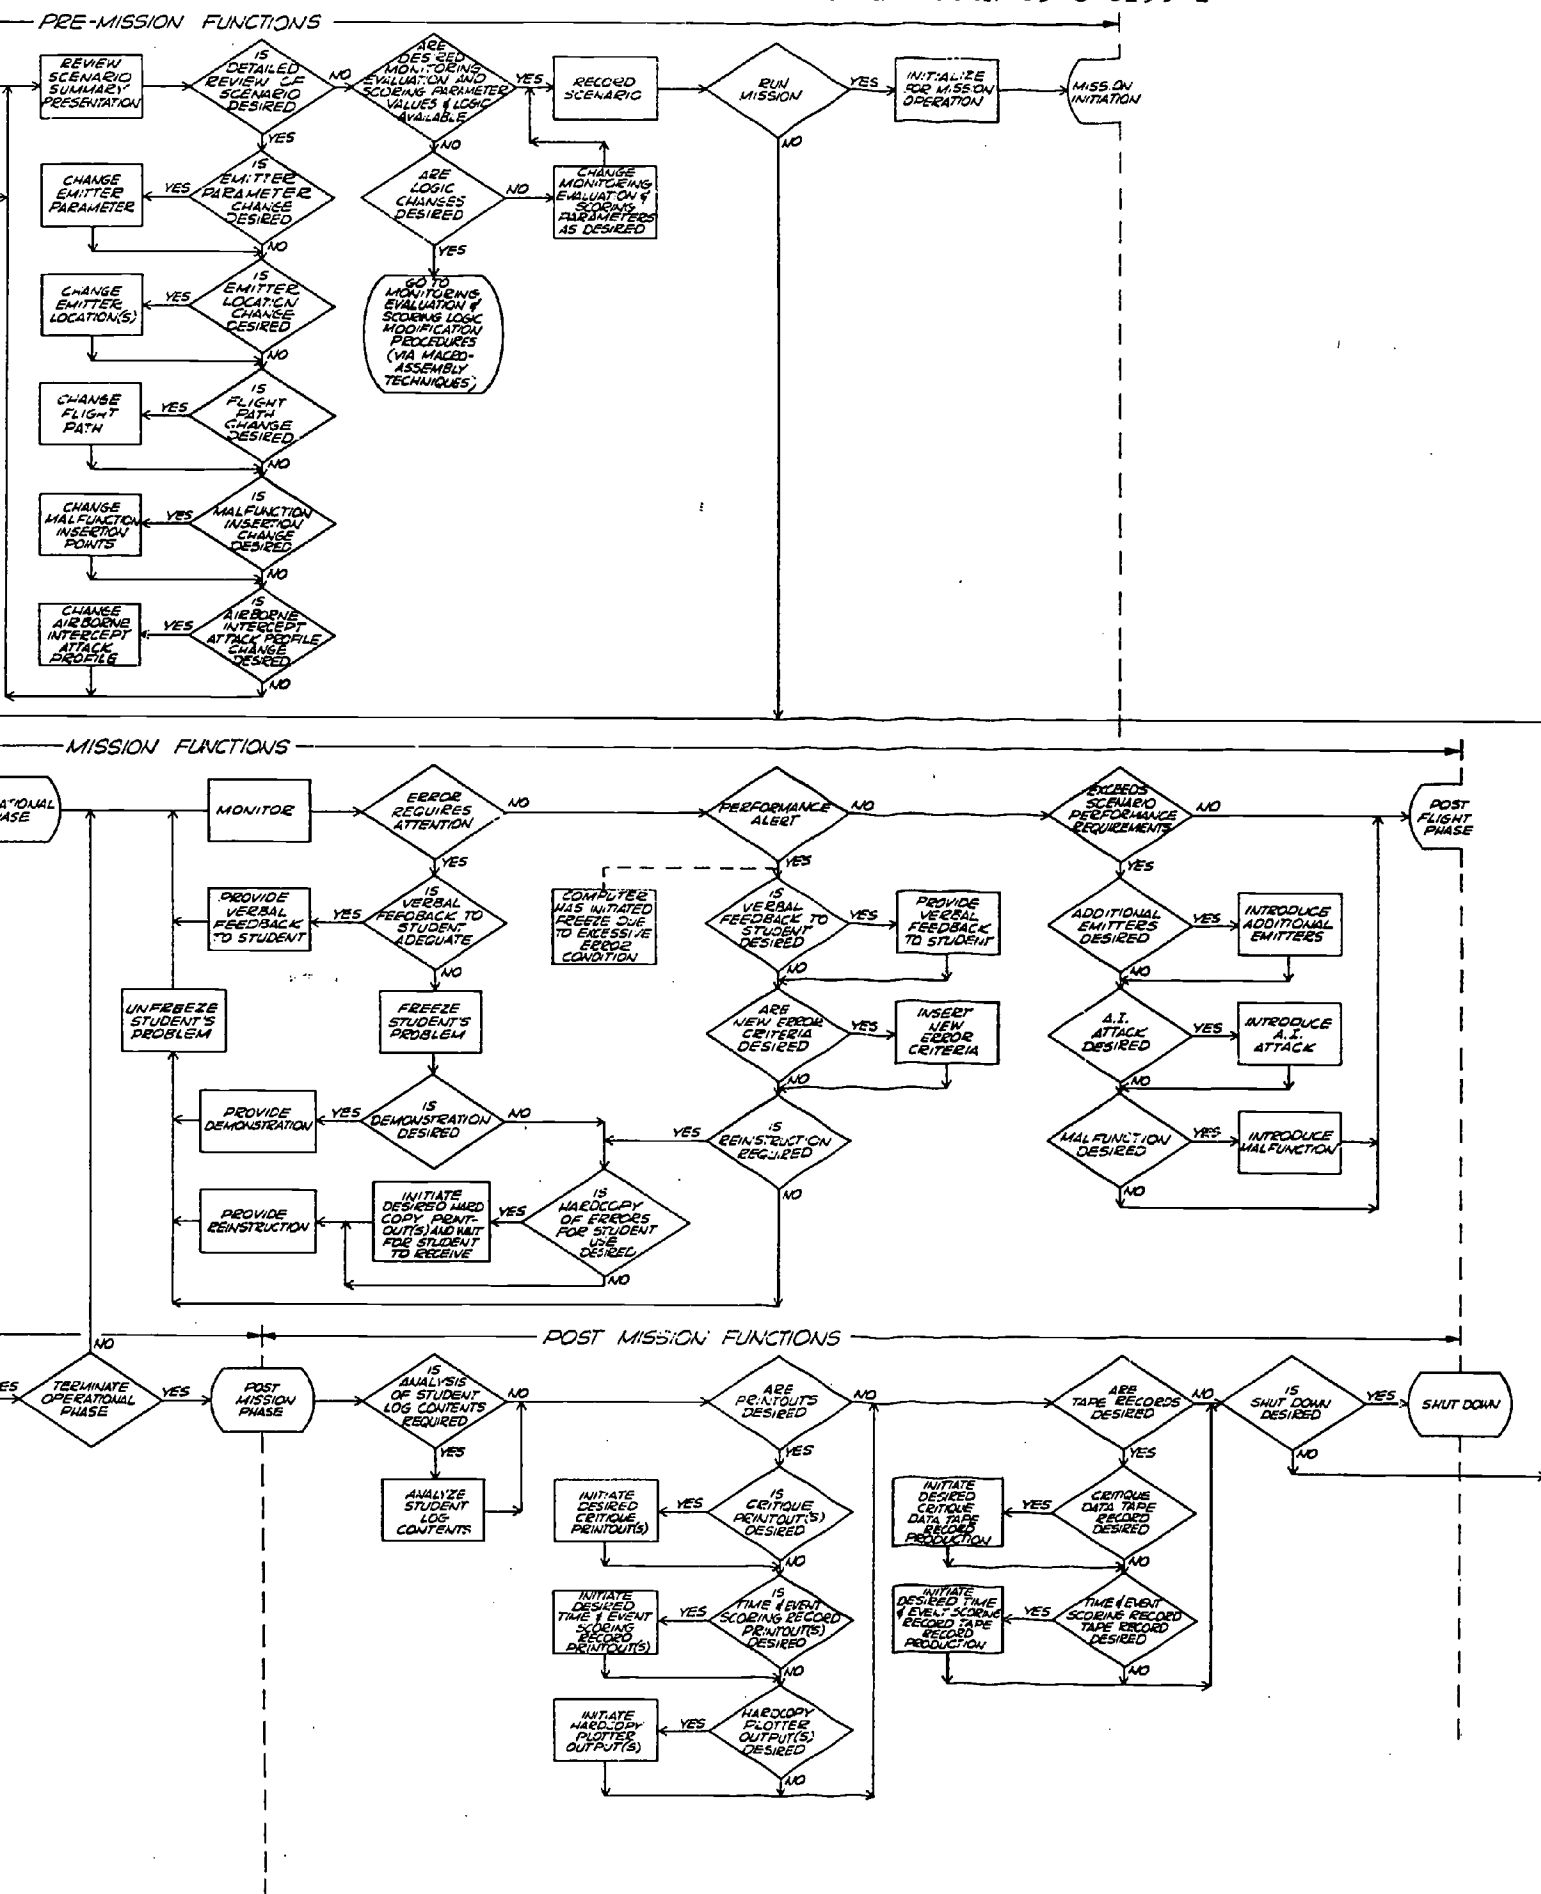 PRE-MISSION FUNCTIONS
REVIEW
SCENARIO
SUMMARY
PRESENTATION
IS
DETAILED
REVIEW OF
SCENARIO
DESIRED
NO
YES
ARE
DESIRED
MONITORING
EVALUATION AND
SCORING PARAMETER
VALUES & LOGIC
AVAILABLE
YES
NO
RECORD
SCENARIO
RUN
MISSION
YES
NO
INITIALIZE
FOR MISSION
OPERATION
MISSION
INITIATION
CHANGE
EMITTER
PARAMETER
YES
IS
EMITTER
PARAMETER
CHANGE
DESIRED
NO
ARE
LOGIC
CHANGES
DESIRED
NO
YES
CHANGE
MONITORING
EVALUATION &
SCORING
PARAMETERS
AS DESIRED
CHANGE
EMITTER
LOCATION(S)
YES
IS
EMITTER
LOCATION
CHANGE
DESIRED
NO
GO TO
MONITORING
EVALUATION &
SCORING LOGIC
MODIFICATION
PROCEDURES
(VIA MACRO-
ASSEMBLY
TECHNIQUES)
CHANGE
FLIGHT
PATH
YES
IS
FLIGHT
PATH
CHANGE
DESIRED
NO
CHANGE
MALFUNCTION
INSERTION
POINTS
YES
IS
MALFUNCTION
INSERTION
CHANGE
DESIRED
NO
CHANGE
AIRBORNE
INTERCEPT
ATTACK
PROFILE
YES
IS
AIRBORNE
INTERCEPT
ATTACK PROFILE
CHANGE
DESIRED
NO
MISSION FUNCTIONS
ATIONAL
ASE
MONITOR
ERROR
REQUIRES
ATTENTION
NO
YES
PERFORMANCE
ALERT
NO
YES
EXCEEDS
SCENARIO
PERFORMANCE
REQUIREMENTS
NO
YES
POST
FLIGHT
PHASE
PROVIDE
VERBAL
FEEDBACK
TO STUDENT
YES
IS
VERBAL
FEEDBACK TO
STUDENT
ADEQUATE
NO
COMPUTER
HAS INITIATED
FREEZE DUE
TO EXCESSIVE
ERROR
CONDITION
IS
VERBAL
FEEDBACK TO
STUDENT
DESIRED
YES
NO
PROVIDE
VERBAL
FEEDBACK
TO STUDENT
ADDITIONAL
EMITTERS
DESIRED
YES
NO
INTRODUCE
ADDITIONAL
EMITTERS
UNFREEZE
STUDENT'S
PROBLEM
FREEZE
STUDENT'S
PROBLEM
ARE
NEW ERROR
CRITERIA
DESIRED
YES
NO
INSERT
NEW
ERROR
CRITERIA
A.I.
ATTACK
DESIRED
YES
NO
INTRODUCE
A.I.
ATTACK
PROVIDE
DEMONSTRATION
YES
IS
DEMONSTRATION
DESIRED
NO
YES
IS
REINSTRUCTION
REQUIRED
NO
MALFUNCTION
DESIRED
YES
NO
INTRODUCE
MALFUNCTION
PROVIDE
REINSTRUCTION
INITIATE
DESIRED HARD
COPY PRINT-
OUT(S) AND WAIT
FOR STUDENT
TO RECEIVE
YES
IS
HARDCOPY
OF ERRORS
FOR STUDENT
USE
DESIRED
NO
POST MISSION FUNCTIONS
NO
ES
TERMINATE
OPERATIONAL
PHASE
YES
POST
MISSION
PHASE
IS
ANALYSIS
OF STUDENT
LOG CONTENTS
REQUIRED
NO
YES
ARE
PRINTOUTS
DESIRED
NO
YES
ARE
TAPE RECORDS
DESIRED
NO
YES
IS
SHUT DOWN
DESIRED
YES
NO
SHUT DOWN
ANALYZE
STUDENT
LOG
CONTENTS
INITIATE
DESIRED
CRITIQUE
PRINTOUT(S)
YES
IS
CRITIQUE
PRINTOUT(S)
DESIRED
NO
INITIATE
DESIRED
CRITIQUE
DATA TAPE
RECORD
PRODUCTION
YES
CRITIQUE
DATA TAPE
RECORD
DESIRED
NO
INITIATE
DESIRED
TIME & EVENT
SCORING
RECORD
PRINTOUT(S)
YES
IS
TIME & EVENT
SCORING RECORD
PRINTOUT(S)
DESIRED
NO
INITIATE
DESIRED TIME
& EVENT SCORING
RECORD TAPE
RECORD
PRODUCTION
YES
TIME & EVENT
SCORING RECORD
TAPE RECORD
DESIRED
NO
INITIATE
HARDCOPY
PLOTTER
OUTPUT(S)
YES
HARDCOPY
PLOTTER
OUTPUT(S)
DESIRED
NO